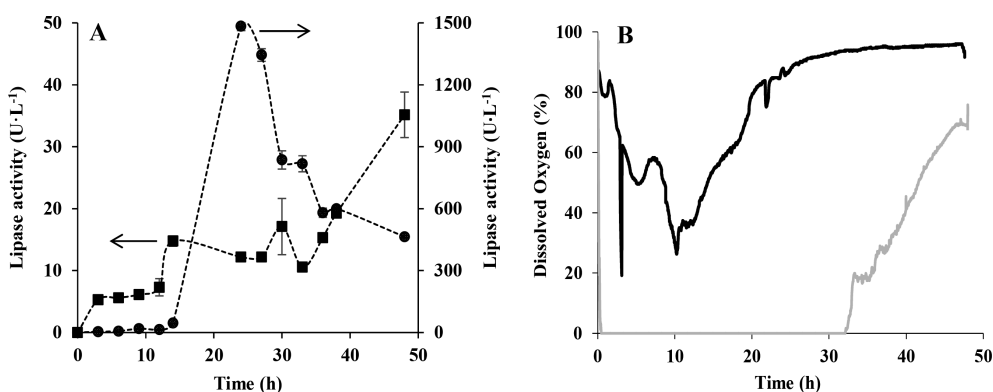 A
Lipase activity (U·L⁻¹)
50
40
30
20
10
0
0 10 20 30 40 50
Time (h)
1500
1200
900
600
300
0
Lipase activity (U·L⁻¹)
B
Dissolved Oxygen (%)
100
80
60
40
20
0
0 10 20 30 40 50
Time (h)